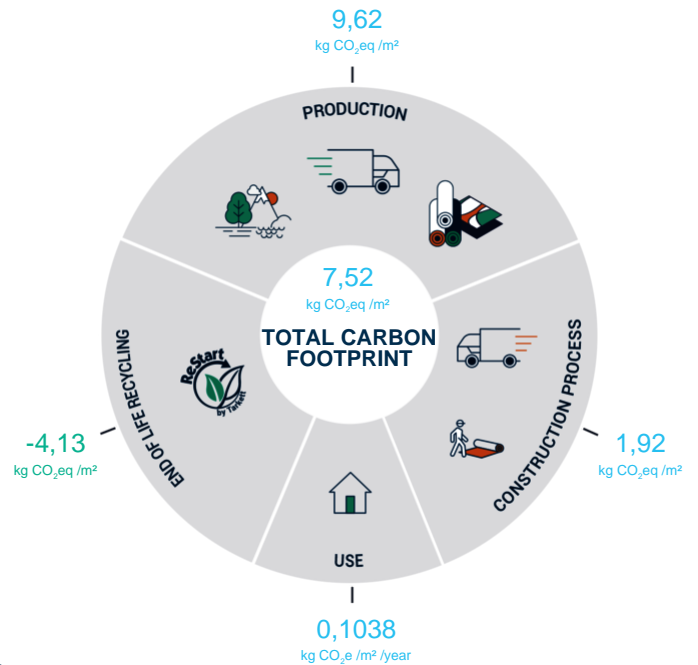 9,62
kg CO₂eq /m²
PRODUCTION
7,52
kg CO₂eq /m²
TOTAL CARBON
FOOTPRINT
CONSTRUCTION PROCESS
1,92
kg CO₂eq /m²
END OF LIFE RECYCLING
ReStart
by Tarkett
-4,13
kg CO₂eq /m²
USE
0,1038
kg CO₂e /m² /year